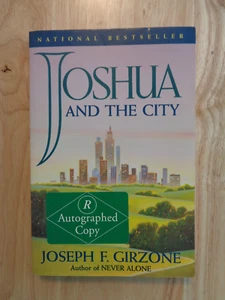 NATIONAL BESTSELLER
JOSHUA
AND THE CITY
R
Autographed
Copy
JOSEPH F. GIRZONE
Author of NEVER ALONE